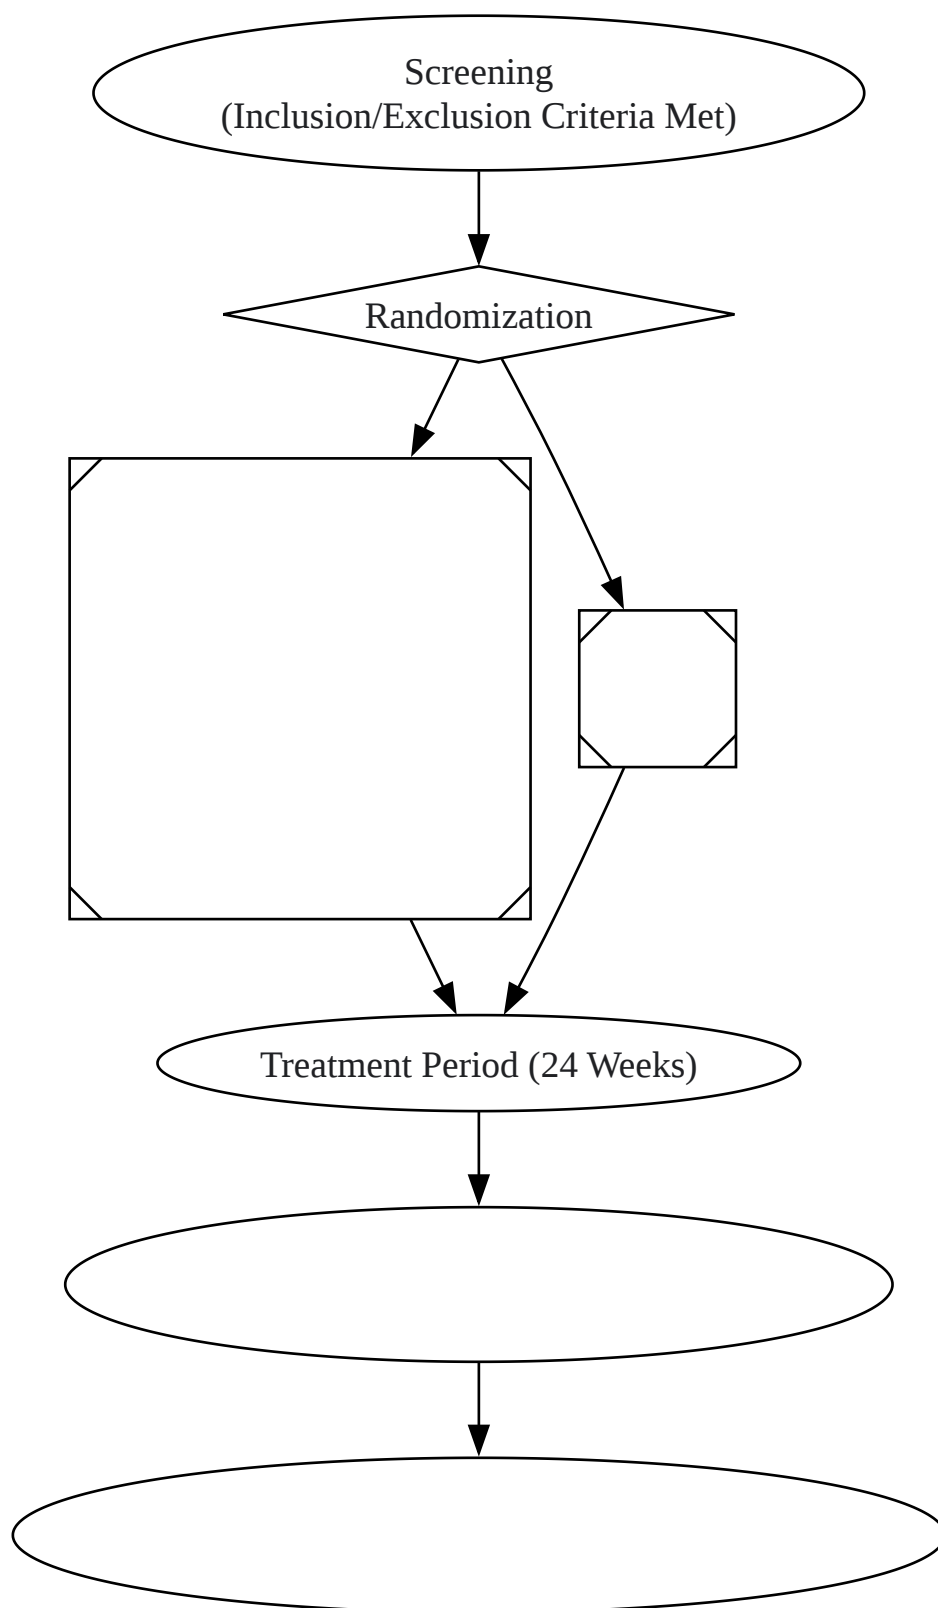 Screening
(Inclusion/Exclusion Criteria Met)
Randomization
Treatment Period (24 Weeks)